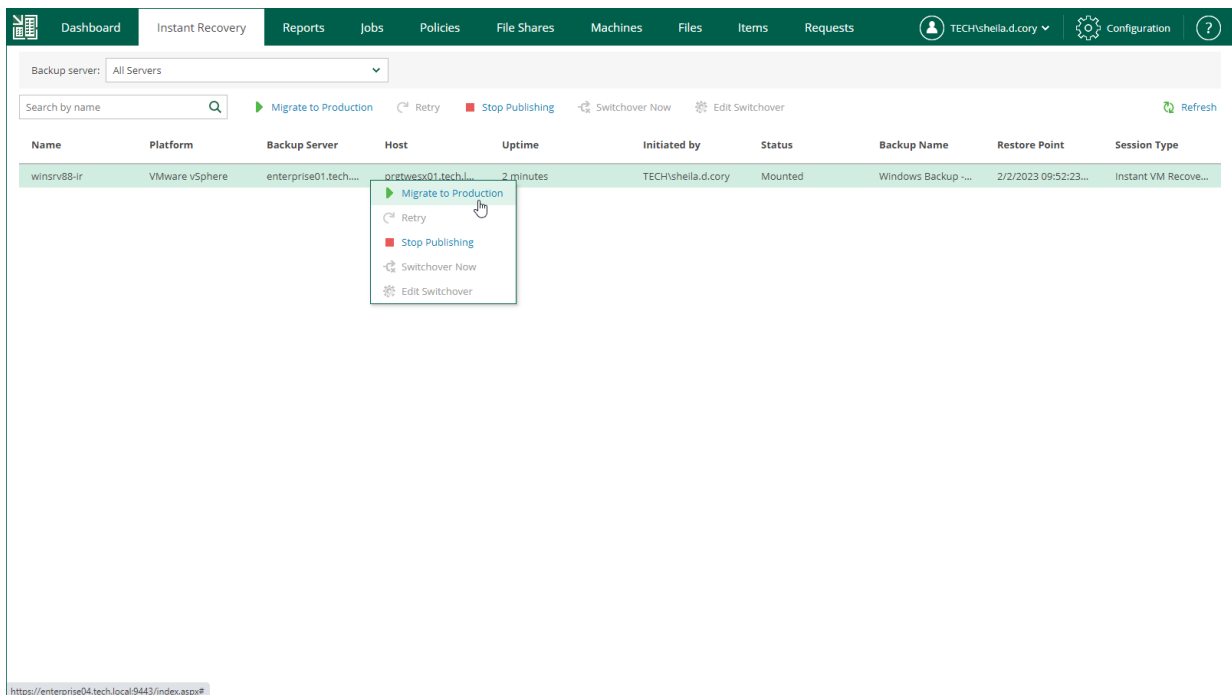 Dashboard Instant Recovery Reports Jobs Policies File Shares Machines Files Items Requests TECH\sheila.d.cory Configuration ?
Backup server: All Servers
Search by name Migrate to Production Retry Stop Publishing Switchover Now Edit Switchover Refresh
Name Platform Backup Server Host Uptime Initiated by Status Backup Name Restore Point Session Type
winsrv88-ir VMware vSphere enterprise01.tech.... prgtwesx01.tech.l... 2 minutes TECH\sheila.d.cory Mounted Windows Backup -... 2/2/2023 09:52:23... Instant VM Recove...
Migrate to Production
Retry
Stop Publishing
Switchover Now
Edit Switchover
https://enterprise04.tech.local:9443/index.aspx#